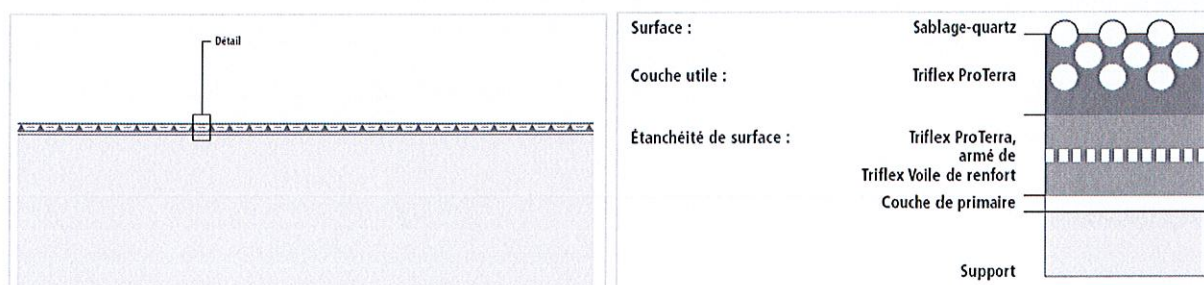 Détail
Surface : Sablage-quartz
Couche utile : Triflex ProTerra
Étanchéité de surface : Triflex ProTerra,
armé de
Triflex Voile de renfort
Couche de primaire
Support